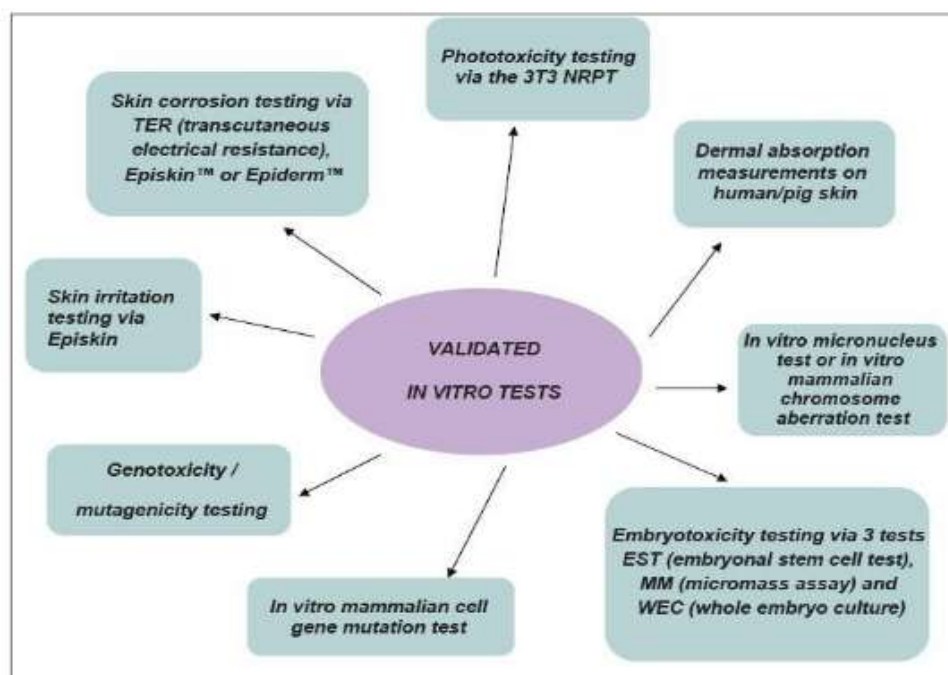 Phototoxicity testing
via the 3T3 NRPT
Skin corrosion testing via
TER (transcutaneous
electrical resistance),
Episkin™ or Epiderm™
Dermal absorption
measurements on
human/pig skin
Skin irritation
testing via
Episkin
VALIDATED
IN VITRO TESTS
In vitro micronucleus
test or in vitro
mammalian
chromosome
aberration test
Genotoxicity /
mutagenicity testing
Embryotoxicity testing via 3 tests
EST (embryonal stem cell test),
MM (micromass assay) and
WEC (whole embryo culture)
In vitro mammalian cell
gene mutation test